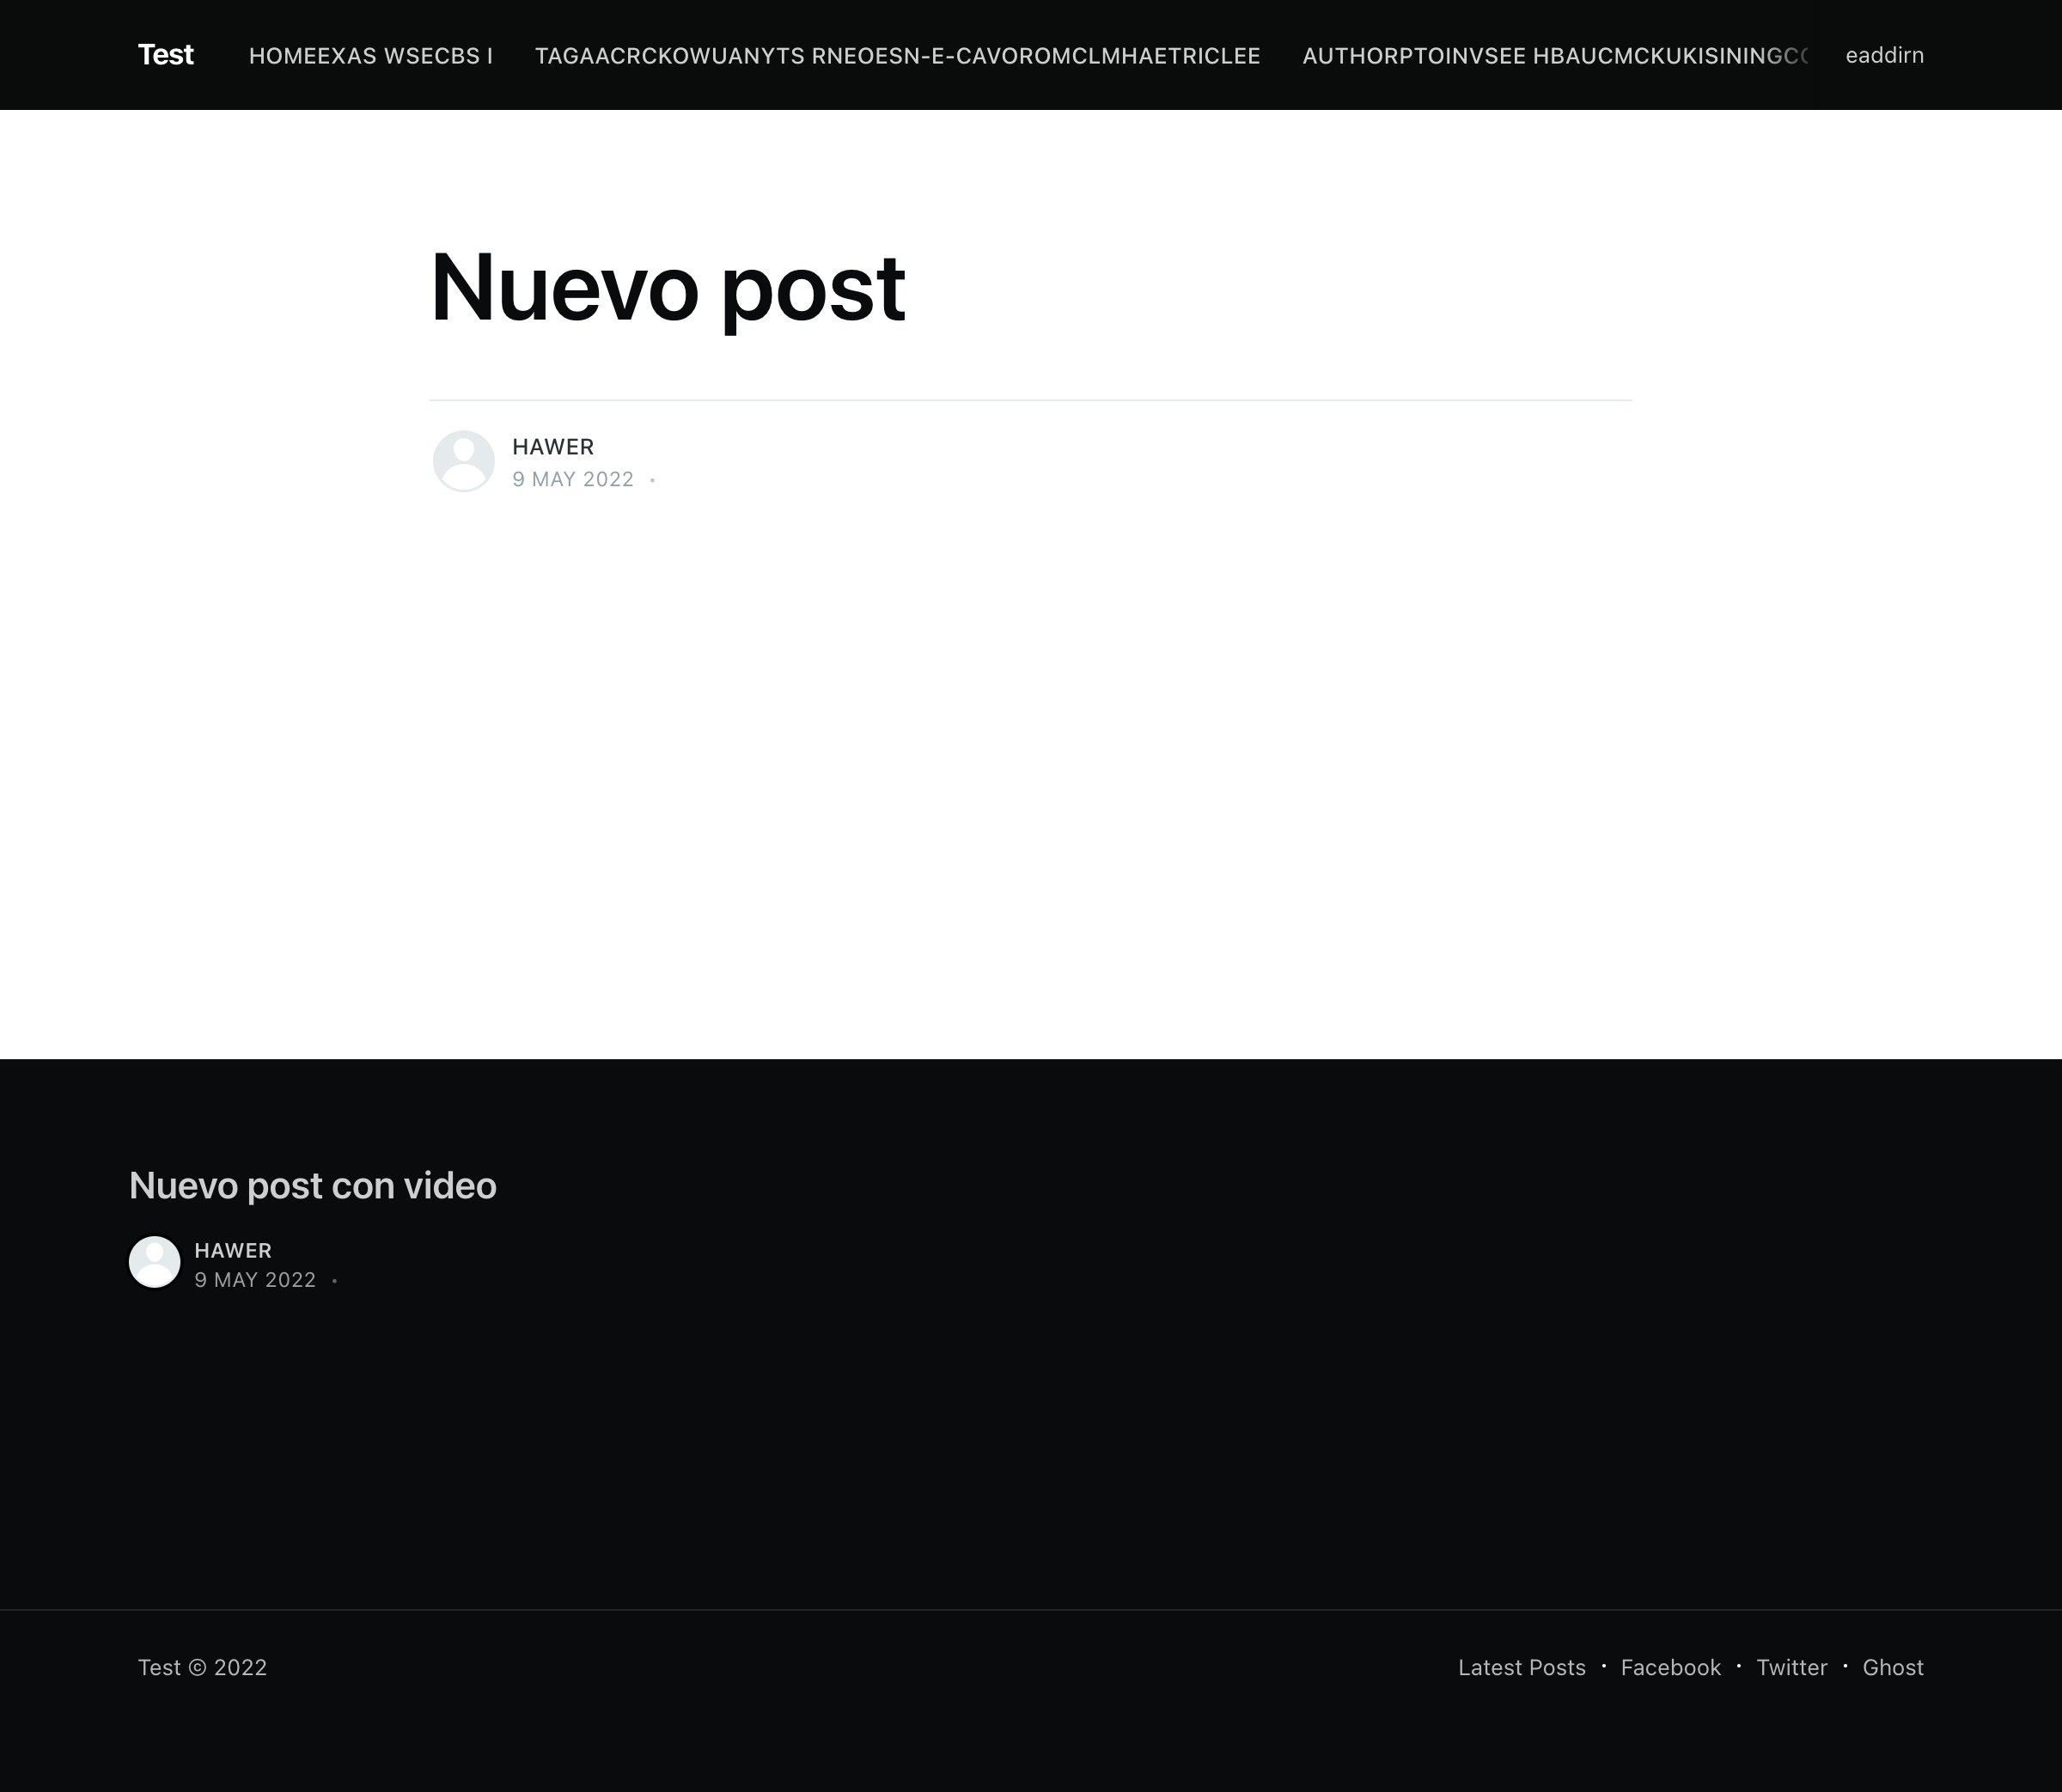 Test HOMEEXAS WSECBS I TAGAACRCKOWUANYTS RNEOESN-E-CAVOROMCLMHAETRICLEE AUTHORPTOINVSEE HBAUCMCKUKISININGC eaddirn
Nuevo post
HAWER
9 MAY 2022 •
Nuevo post con video
HAWER
9 MAY 2022 •
Test © 2022 Latest Posts • Facebook • Twitter • Ghost